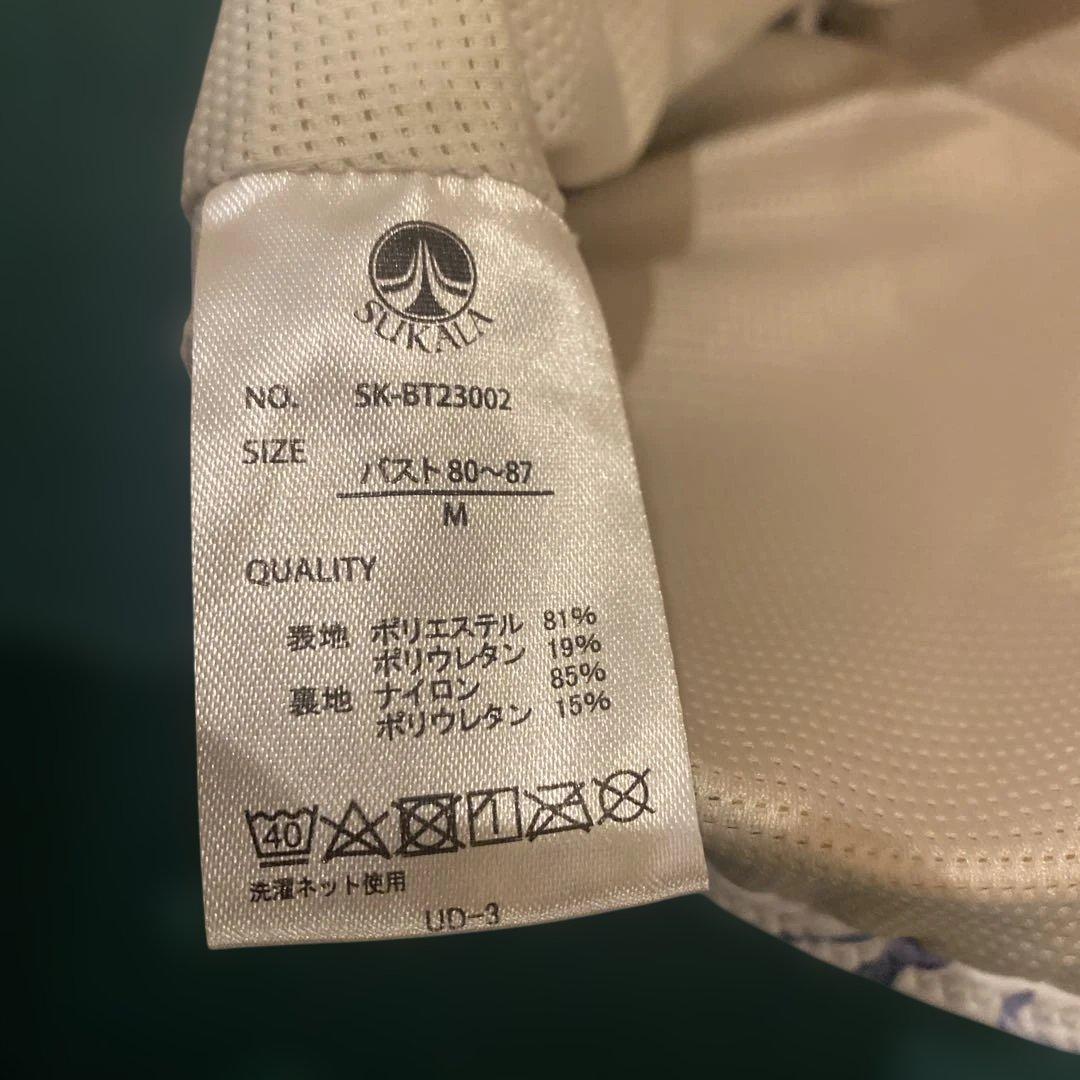 SUKALA
NO. SK-BT23002
SIZE バスト80～87
M
QUALITY
表地 ポリエステル 81%
ポリウレタン 19%
裏地 ナイロン 85%
ポリウレタン 15%
40
洗濯ネット使用
UD-3